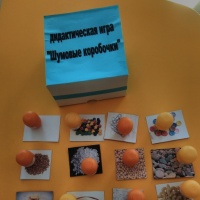 дидактическая игра
"Шумовые коробочки"